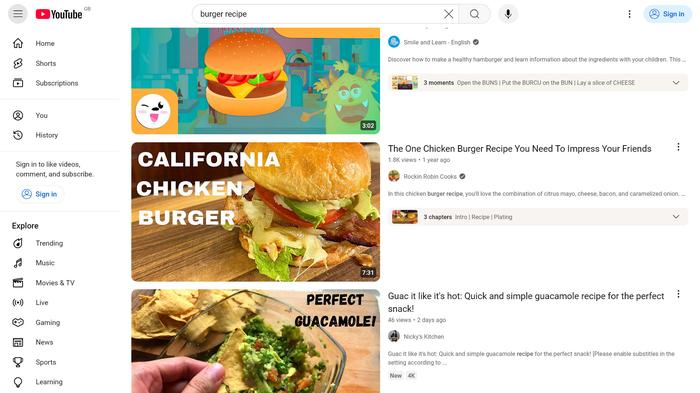 YouTube GB
burger recipe
Sign in
Home
Shorts
Subscriptions
You
History
Sign in to like videos,
comment, and subscribe.
Sign in
Explore
Trending
Music
Movies & TV
Live
Gaming
News
Sports
Learning
3:02
Smile and Learn - English
Discover how to make a healthy hamburger and learn information about the ingredients with your children. This ...
3 moments Open the BUNS | Put the BURCU on the BUN | Lay a slice of CHEESE
CALIFORNIA
CHICKEN
BURGER
7:31
The One Chicken Burger Recipe You Need To Impress Your Friends
1.8K views • 1 year ago
Rockin Robin Cooks
In this chicken burger recipe, you'll love the combination of citrus mayo, cheese, bacon, and caramelized onion. ...
3 chapters Intro | Recipe | Plating
PERFECT
GUACAMOLE!
Guac it like it's hot: Quick and simple guacamole recipe for the perfect
snack!
46 views • 2 days ago
Nicky's Kitchen
Guac it like it's hot: Quick and simple guacamole recipe for the perfect snack! [Please enable subtitles in the
setting according to ...
New 4K